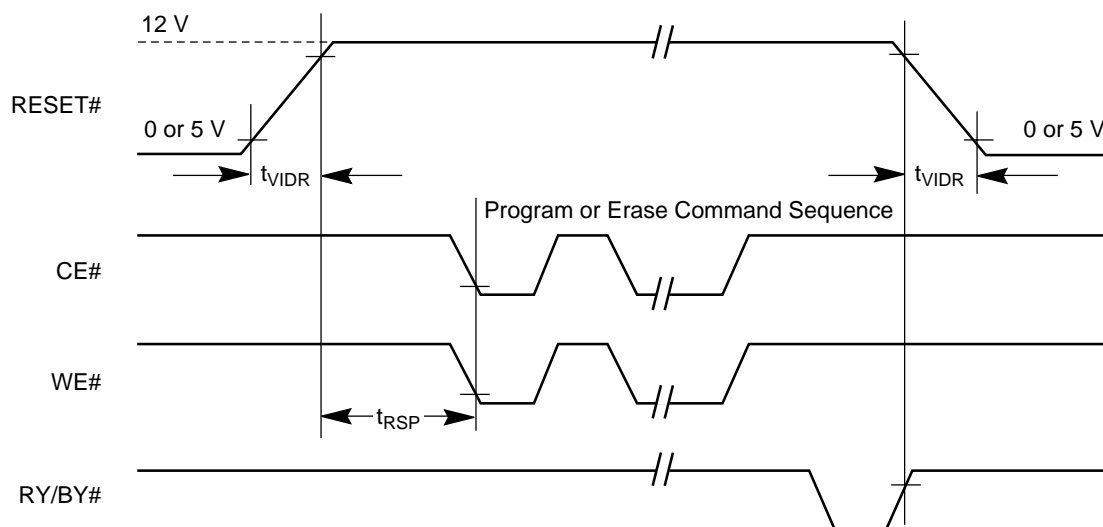 12 V
RESET#
0 or 5 V
0 or 5 V
tVIDR
tVIDR
Program or Erase Command Sequence
CE#
WE#
tRSP
RY/BY#